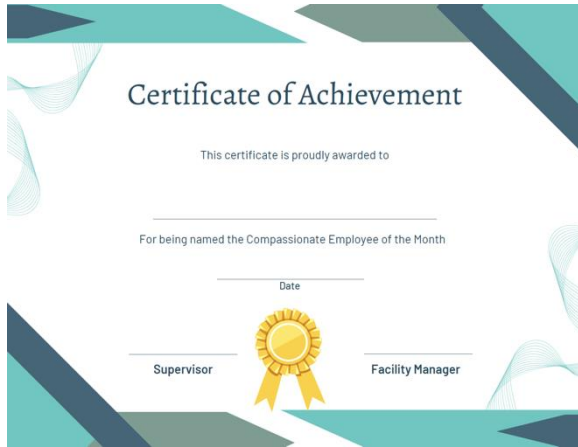 Certificate of Achievement
This certificate is proudly awarded to
For being named the Compassionate Employee of the Month
Date
Supervisor
Facility Manager